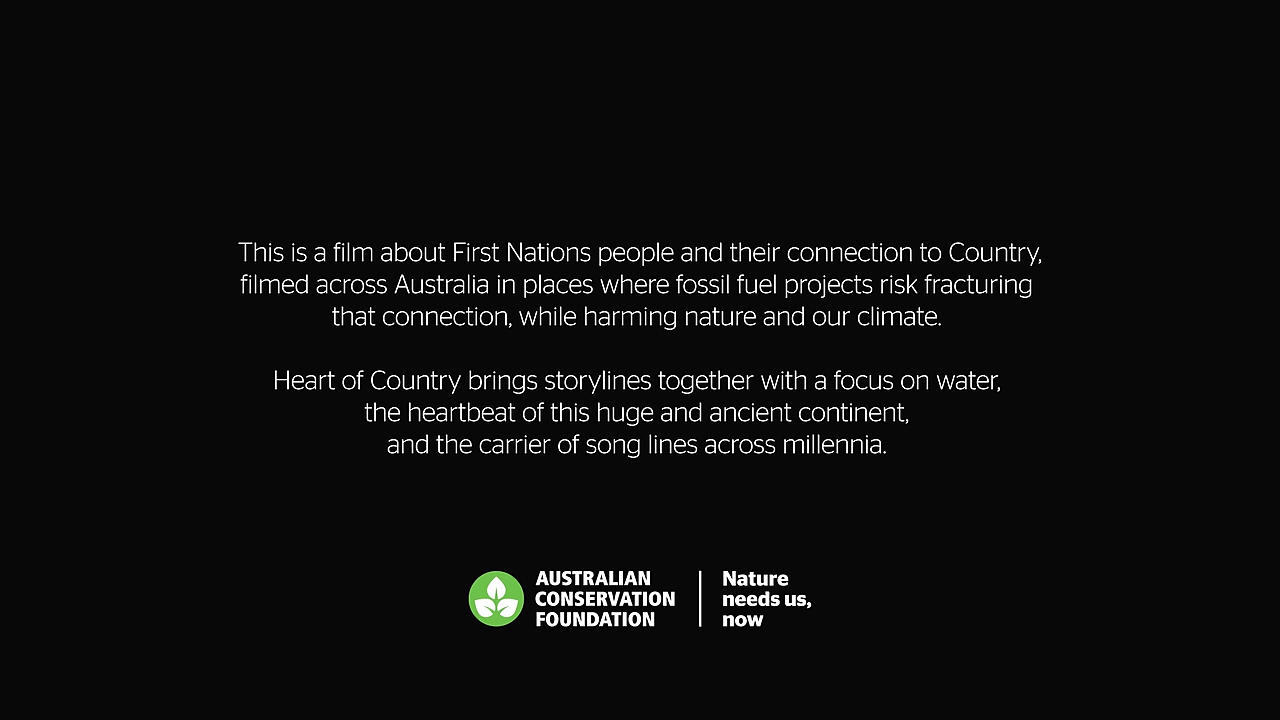 This is a film about First Nations people and their connection to Country,
filmed across Australia in places where fossil fuel projects risk fracturing
that connection, while harming nature and our climate.
Heart of Country brings storylines together with a focus on water,
the heartbeat of this huge and ancient continent,
and the carrier of song lines across millennia.
AUSTRALIAN
CONSERVATION
FOUNDATION
Nature
needs us,
now